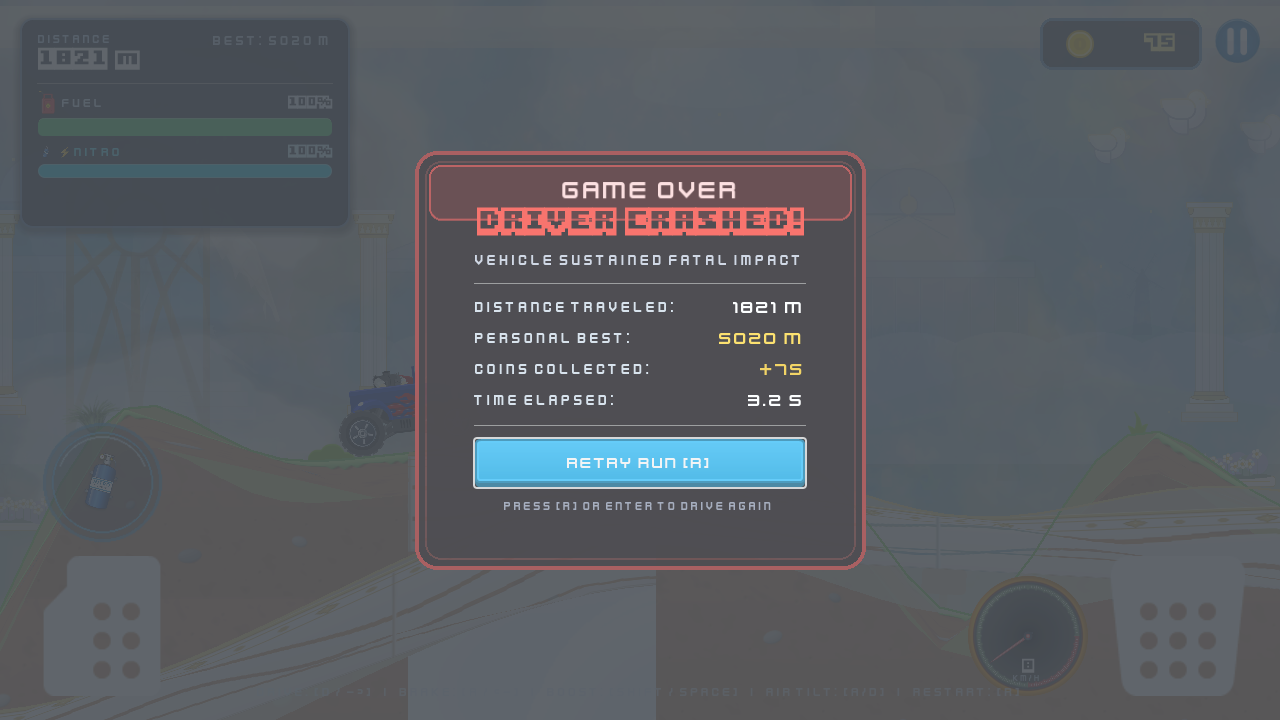 DISTANCE
BEST: 5020 M
1821 M
75
FUEL
100%
NITRO
100%
GAME OVER
DRIVER CRASHED!
VEHICLE SUSTAINED FATAL IMPACT
DISTANCE TRAVELED:
1821 M
PERSONAL BEST:
5020 M
COINS COLLECTED:
+75
TIME ELAPSED:
3.2 S
RETRY RUN [R]
PRESS [R] OR ENTER TO DRIVE AGAIN
KM/H
/SPACE] | AIR TILT: [A/D] | RESTART: [R]